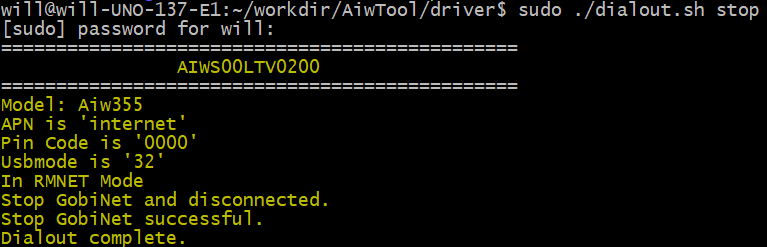 will@will-UNO-137-E1:~/workdir/AiwTool/driver$ sudo ./dialout.sh stop
[sudo] password for will:
====================================================
AIWS00LTV0200
====================================================
Model: Aiw355
APN is 'internet'
Pin Code is '0000'
Usbmode is '32'
In RMNET Mode
Stop GobiNet and disconnected.
Stop GobiNet successful.
Dialout complete.